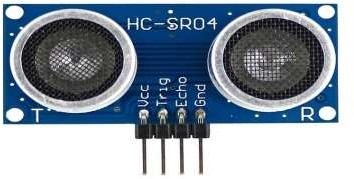 HC-SR04
T
Vcc
Trig
Echo
Gnd
R